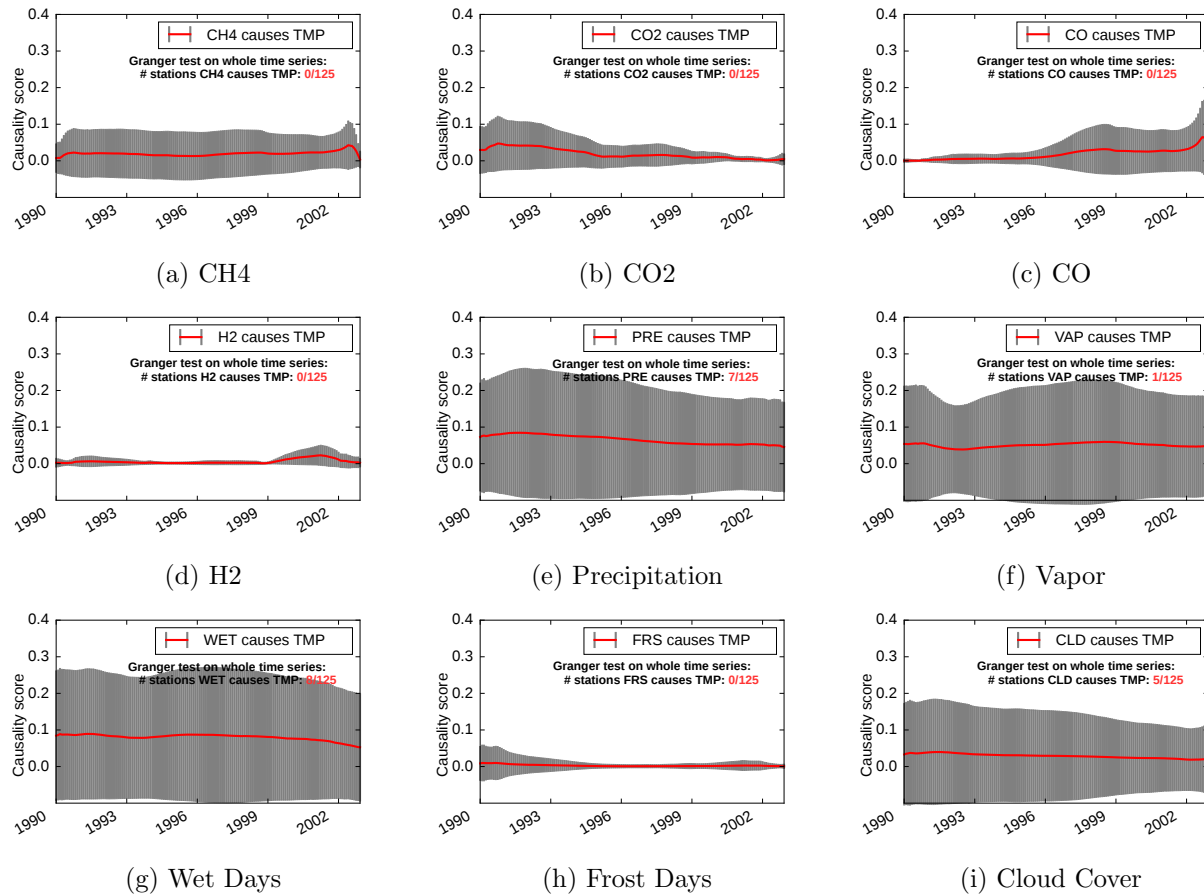 0.4
0.3
0.2
0.1
0.0
Causality score
CH4 causes TMP
Granger test on whole time series:
# stations CH4 causes TMP: 0/125
1990
1993
1996
1999
2002
(a) CH4
0.4
0.3
0.2
0.1
0.0
Causality score
CO2 causes TMP
Granger test on whole time series:
# stations CO2 causes TMP: 0/125
1990
1993
1996
1999
2002
(b) CO2
0.4
0.3
0.2
0.1
0.0
Causality score
CO causes TMP
Granger test on whole time series:
# stations CO causes TMP: 0/125
1990
1993
1996
1999
2002
(c) CO
0.4
0.3
0.2
0.1
0.0
Causality score
H2 causes TMP
Granger test on whole time series:
# stations H2 causes TMP: 0/125
1990
1993
1996
1999
2002
(d) H2
0.4
0.3
0.2
0.1
0.0
Causality score
PRE causes TMP
Granger test on whole time series:
# stations PRE causes TMP: 7/125
1990
1993
1996
1999
2002
(e) Precipitation
0.4
0.3
0.2
0.1
0.0
Causality score
VAP causes TMP
Granger test on whole time series:
# stations VAP causes TMP: 1/125
1990
1993
1996
1999
2002
(f) Vapor
0.4
0.3
0.2
0.1
0.0
Causality score
WET causes TMP
Granger test on whole time series:
# stations WET causes TMP:
1990
1993
1996
1999
2002
(g) Wet Days
0.4
0.3
0.2
0.1
0.0
Causality score
FRS causes TMP
Granger test on whole time series:
# stations FRS causes TMP: 0/125
1990
1993
1996
1999
2002
(h) Frost Days
0.4
0.3
0.2
0.1
0.0
Causality score
CLD causes TMP
Granger test on whole time series:
# stations CLD causes TMP: 5/125
1990
1993
1996
1999
2002
(i) Cloud Cover